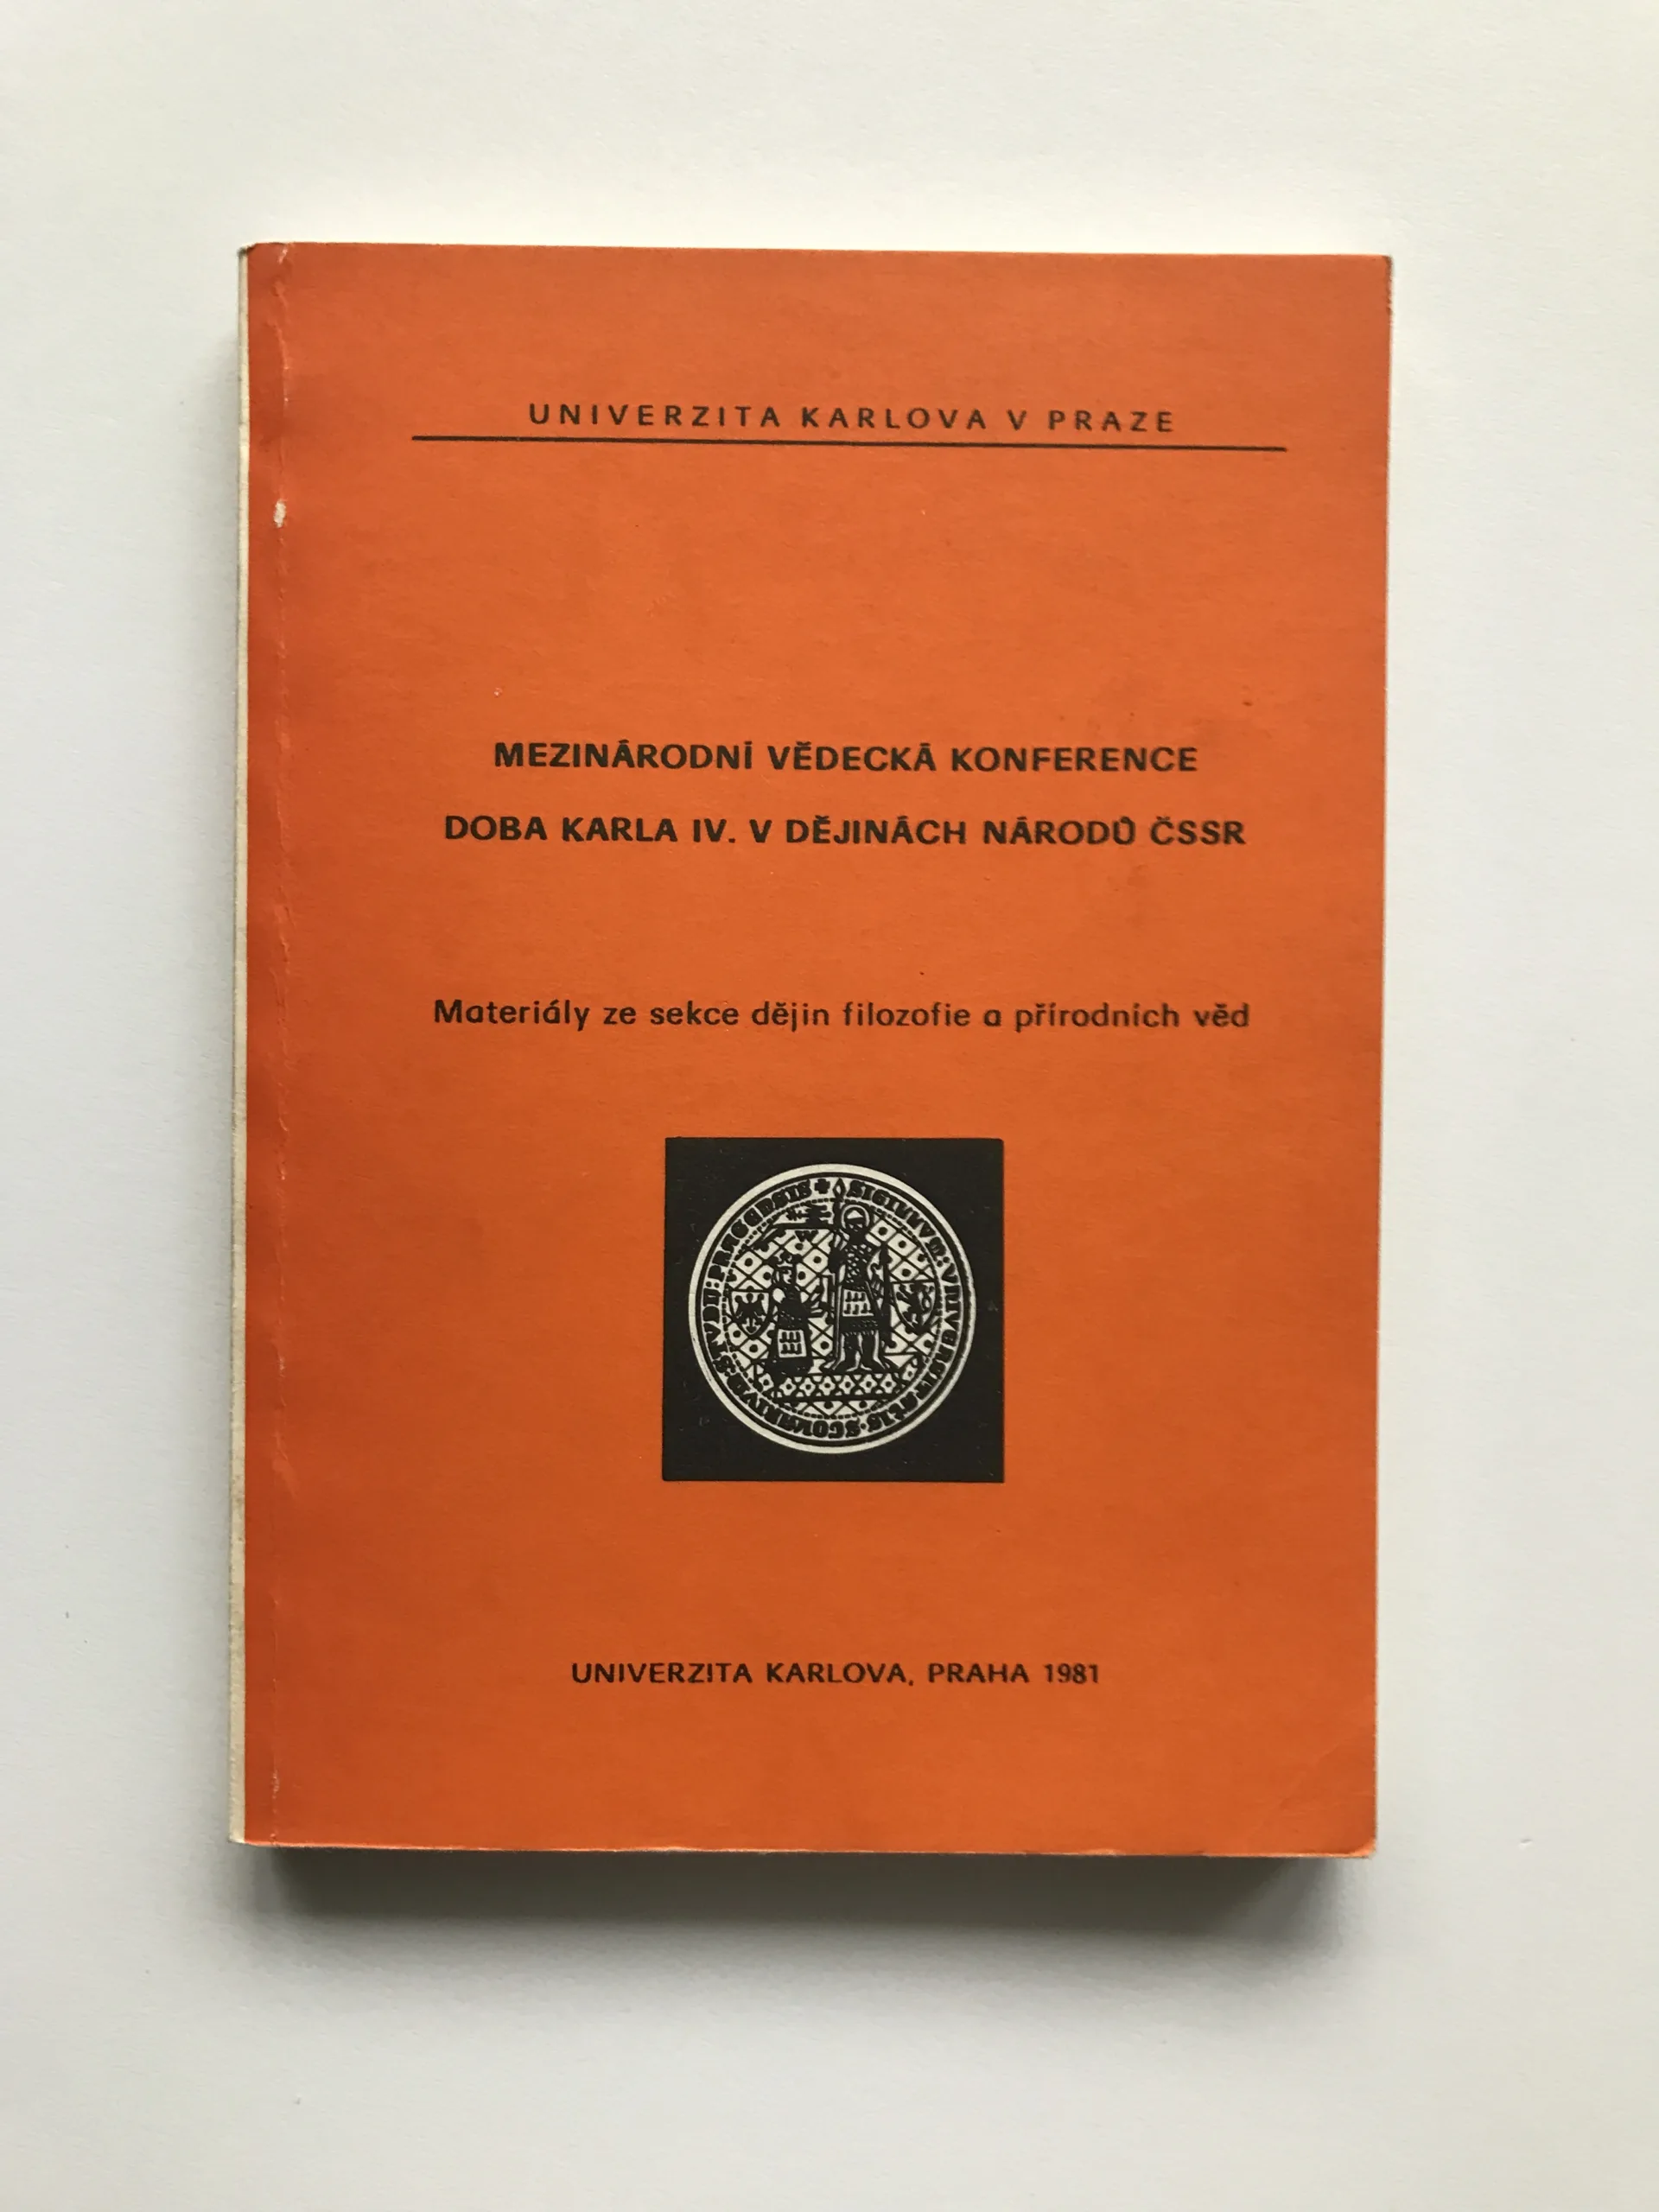 UNIVERZITA KARLOVA V PRAZE
MEZINÁRODNÍ VĚDECKÁ KONFERENCE
DOBA KARLA IV. V DĚJINÁCH NÁRODŮ ČSSR
Materiály ze sekce dějin filozofie a přírodních věd
UNIVERZITA KARLOVA, PRAHA 1981